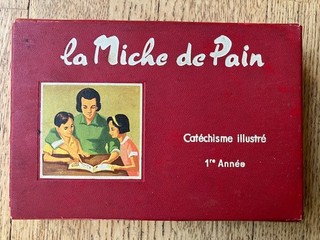 la Miche de Pain
Catéchisme illustré
1re Année